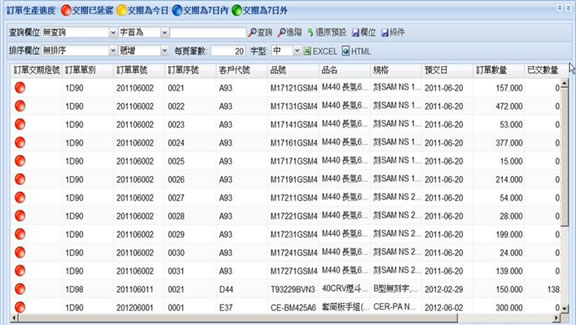 訂單生產進度 交期已延遲 交期為今日 交期為7日內 交期為7日外
查詢欄位 無查詢 字首為 查詢 進階 還原預設 欄位 條件
排序欄位 無排序 遞增 每頁筆數: 20 字型: 中 EXCEL HTML
訂單交期燈號 訂單單別 訂單單號 訂單序號 客戶代號 品號 品名 規格 預交日 訂單數量 已交數量
1D90 201106002 0021 A93 M17121GSM4 M440 長氣6... 刻SAM NS 1... 2011-06-20 157.000 0.
1D90 201106002 0022 A93 M17131GSM4 M440 長氣6... 刻SAM NS 1... 2011-06-20 472.000 0.
1D90 201106002 0023 A93 M17141GSM4 M440 長氣6... 刻SAM NS 1... 2011-06-20 53.000 0.
1D90 201106002 0024 A93 M17161GSM4 M440 長氣6... 刻SAM NS 1... 2011-06-20 377.000 0.
1D90 201106002 0025 A93 M17171GSM4 M440 長氣6... 刻SAM NS 1... 2011-06-20 15.000 0.
1D90 201106002 0026 A93 M17191GSM4 M440 長氣6... 刻SAM NS 1... 2011-06-20 214.000 0.
1D90 201106002 0027 A93 M17211GSM4 M440 長氣6... 刻SAM NS 2... 2011-06-20 54.000 0.
1D90 201106002 0028 A93 M17221GSM4 M440 長氣6... 刻SAM NS 2... 2011-06-20 28.000 0.
1D90 201106002 0029 A93 M17231GSM4 M440 長氣6... 刻SAM NS 2... 2011-06-20 199.000 0.
1D90 201106002 0030 A93 M17241GSM4 M440 長氣6... 刻SAM NS 2... 2011-06-20 24.000 0.
1D90 201106002 0031 A93 M17271GSM4 M440 長氣6... 刻SAM NS 2... 2011-06-20 139.000 0.
1D98 201106011 0021 D44 T93229BVN3 40CRV煙斗... B型無刻字,... 2012-02-29 150.000 138
1D90 201206001 0001 E37 CE-BM425A6 套筒板手組(... CER-PA N... 2012-06-02 300.000 0.